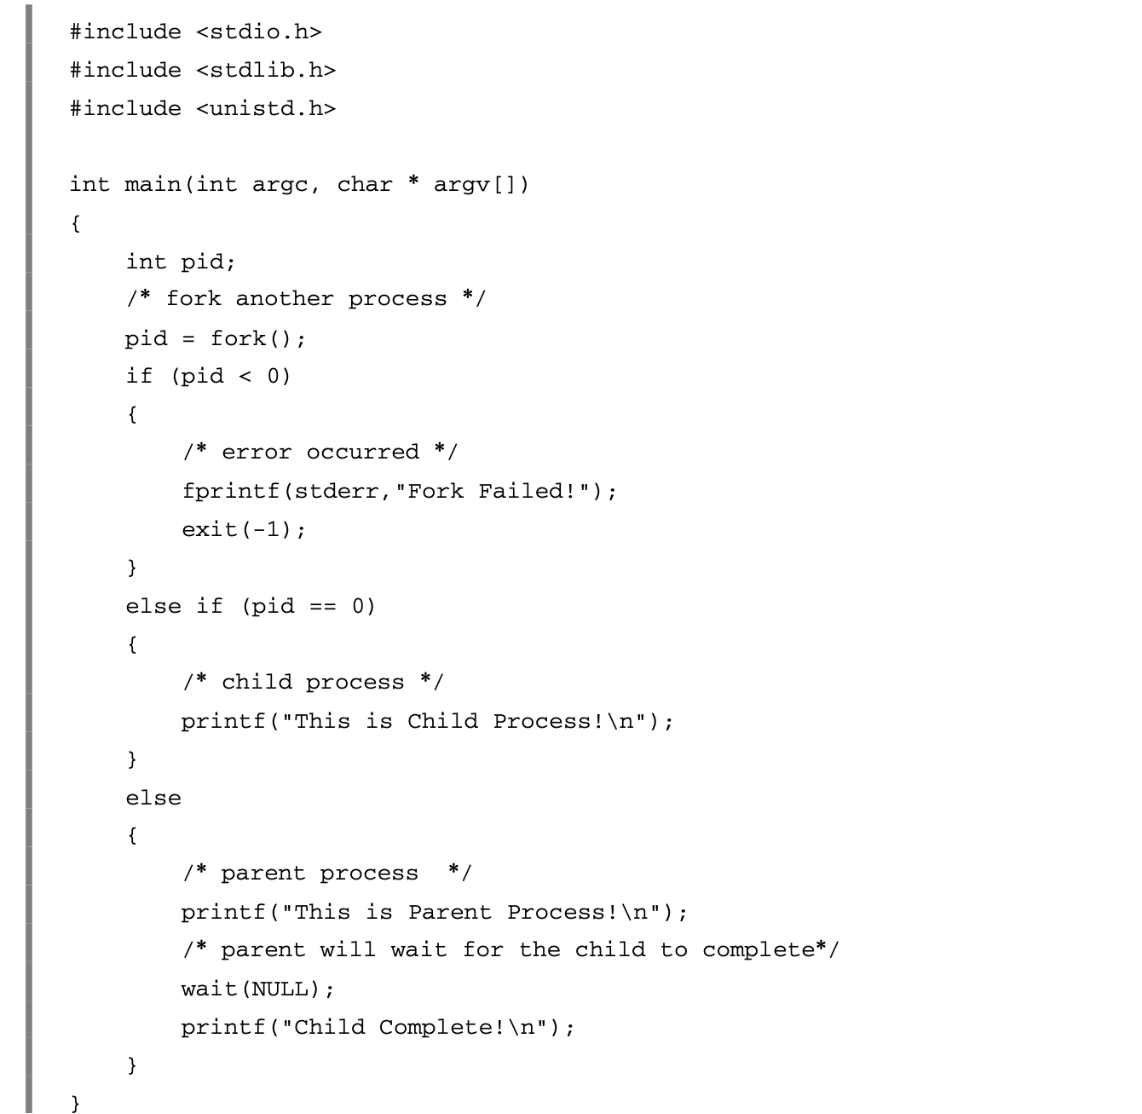 #include <stdio.h>
#include <stdlib.h>
#include <unistd.h>
int main(int argc, char * argv[])
{
int pid;
/* fork another process */
pid = fork();
if (pid < 0)
{
/* error occurred */
fprintf(stderr,"Fork Failed!");
exit(-1);
}
else if (pid == 0)
{
/* child process */
printf("This is Child Process!\n");
}
else
{
/* parent process  */
printf("This is Parent Process!\n");
/* parent will wait for the child to complete*/
wait(NULL);
printf("Child Complete!\n");
}
}